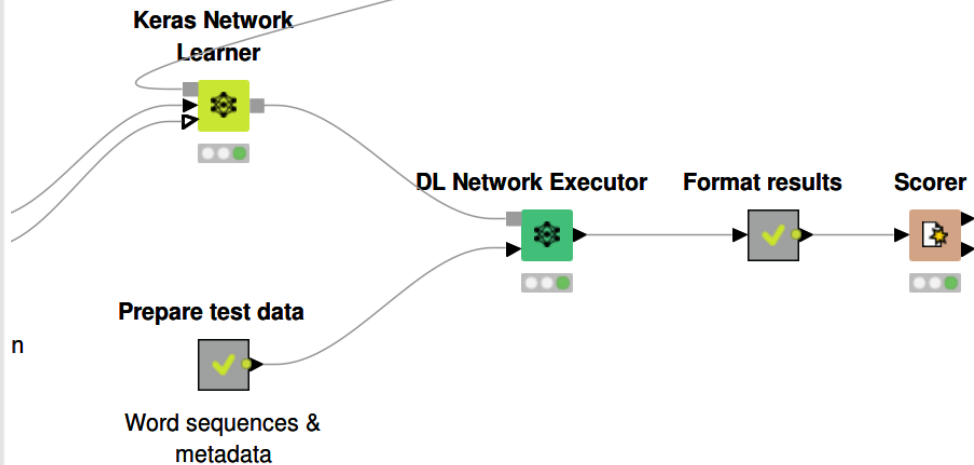 Keras Network
Learner
DL Network Executor
Format results
Scorer
Prepare test data
n
Word sequences &
metadata